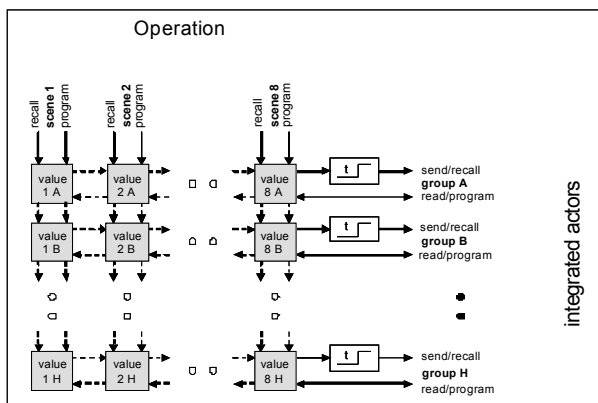 Operation
recall
scene 1
program
recall
scene 2
program
recall
scene 8
program
value
1 A
value
2 A
value
8 A
t
send/recall
group A
read/program
value
1 B
value
2 B
value
8 B
t
send/recall
group B
read/program
value
1 H
value
2 H
value
8 H
t
send/recall
group H
read/program
integrated actors